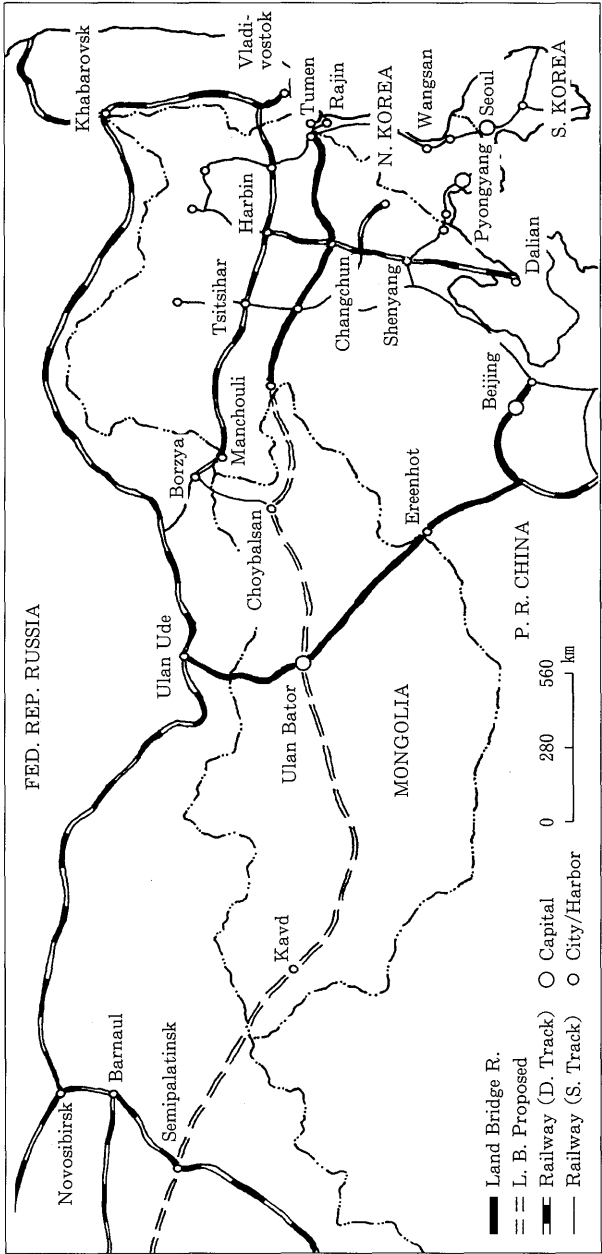 FED. REP. RUSSIA
Novosibirsk
Barnaul
Semipalatinsk
Kavd
Ulan Ude
Ulan Bator
MONGOLIA
Choybalsan
Borzya
Manchouli
Ereenhot
P. R. CHINA
Beijing
Tsitsihar
Harbin
Changchun
Shenyang
Dalian
Khabarovsk
Vladi-
vostok
Tumen
Rajin
N. KOREA
Pyongyang
Wangsan
Seoul
S. KOREA
Land Bridge R.
L. B. Proposed
Railway (D. Track)
Railway (S. Track)
Capital
City/Harbor
0 280 560
km